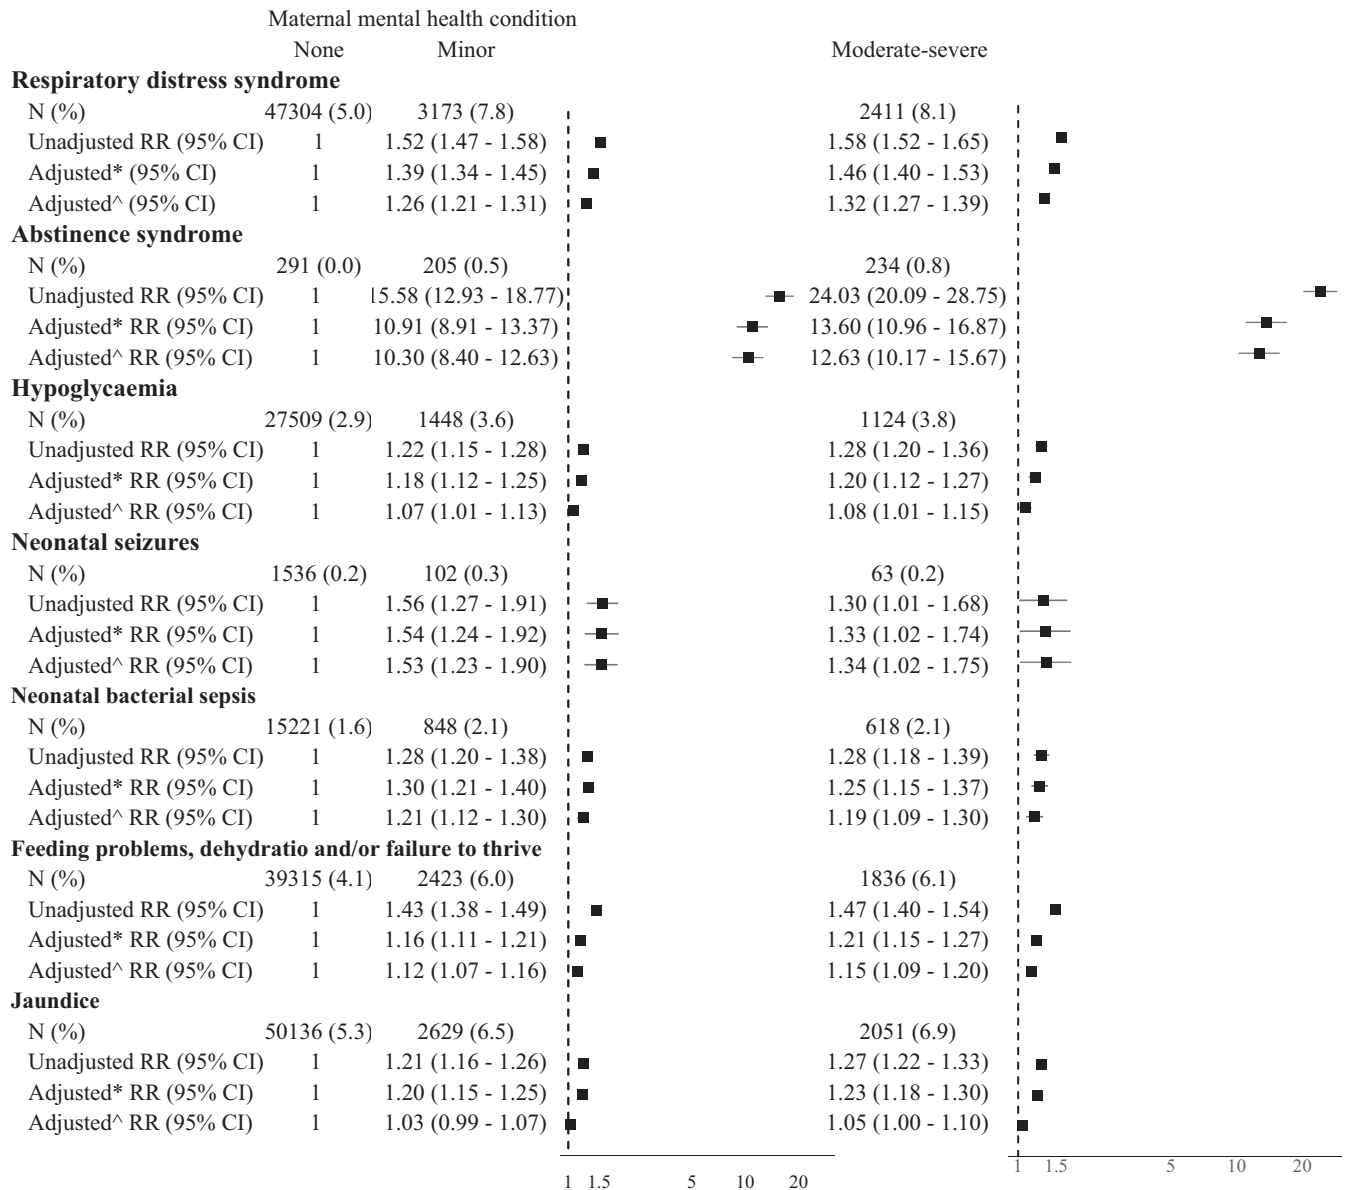 Maternal mental health condition
None Minor Moderate-severe
Respiratory distress syndrome
N (%) 47304 (5.0) 3173 (7.8) 2411 (8.1)
Unadjusted RR (95% CI) 1 1.52 (1.47 - 1.58) 1.58 (1.52 - 1.65)
Adjusted* (95% CI) 1 1.39 (1.34 - 1.45) 1.46 (1.40 - 1.53)
Adjusted^ (95% CI) 1 1.26 (1.21 - 1.31) 1.32 (1.27 - 1.39)
Abstinence syndrome
N (%) 291 (0.0) 205 (0.5) 234 (0.8)
Unadjusted RR (95% CI) 1 15.58 (12.93 - 18.77) 24.03 (20.09 - 28.75)
Adjusted* RR (95% CI) 1 10.91 (8.91 - 13.37) 13.60 (10.96 - 16.87)
Adjusted^ RR (95% CI) 1 10.30 (8.40 - 12.63) 12.63 (10.17 - 15.67)
Hypoglycaemia
N (%) 27509 (2.9) 1448 (3.6) 1124 (3.8)
Unadjusted RR (95% CI) 1 1.22 (1.15 - 1.28) 1.28 (1.20 - 1.36)
Adjusted* RR (95% CI) 1 1.18 (1.12 - 1.25) 1.20 (1.12 - 1.27)
Adjusted^ RR (95% CI) 1 1.07 (1.01 - 1.13) 1.08 (1.01 - 1.15)
Neonatal seizures
N (%) 1536 (0.2) 102 (0.3) 63 (0.2)
Unadjusted RR (95% CI) 1 1.56 (1.27 - 1.91) 1.30 (1.01 - 1.68)
Adjusted* RR (95% CI) 1 1.54 (1.24 - 1.92) 1.33 (1.02 - 1.74)
Adjusted^ RR (95% CI) 1 1.53 (1.23 - 1.90) 1.34 (1.02 - 1.75)
Neonatal bacterial sepsis
N (%) 15221 (1.6) 848 (2.1) 618 (2.1)
Unadjusted RR (95% CI) 1 1.28 (1.20 - 1.38) 1.28 (1.18 - 1.39)
Adjusted* RR (95% CI) 1 1.30 (1.21 - 1.40) 1.25 (1.15 - 1.37)
Adjusted^ RR (95% CI) 1 1.21 (1.12 - 1.30) 1.19 (1.09 - 1.30)
Feeding problems, dehydratio and/or failure to thrive
N (%) 39315 (4.1) 2423 (6.0) 1836 (6.1)
Unadjusted RR (95% CI) 1 1.43 (1.38 - 1.49) 1.47 (1.40 - 1.54)
Adjusted* RR (95% CI) 1 1.16 (1.11 - 1.21) 1.21 (1.15 - 1.27)
Adjusted^ RR (95% CI) 1 1.12 (1.07 - 1.16) 1.15 (1.09 - 1.20)
Jaundice
N (%) 50136 (5.3) 2629 (6.5) 2051 (6.9)
Unadjusted RR (95% CI) 1 1.21 (1.16 - 1.26) 1.27 (1.22 - 1.33)
Adjusted* RR (95% CI) 1 1.20 (1.15 - 1.25) 1.23 (1.18 - 1.30)
Adjusted^ RR (95% CI) 1 1.03 (0.99 - 1.07) 1.05 (1.00 - 1.10)
1 1.5 5 10 20
1 1.5 5 10 20